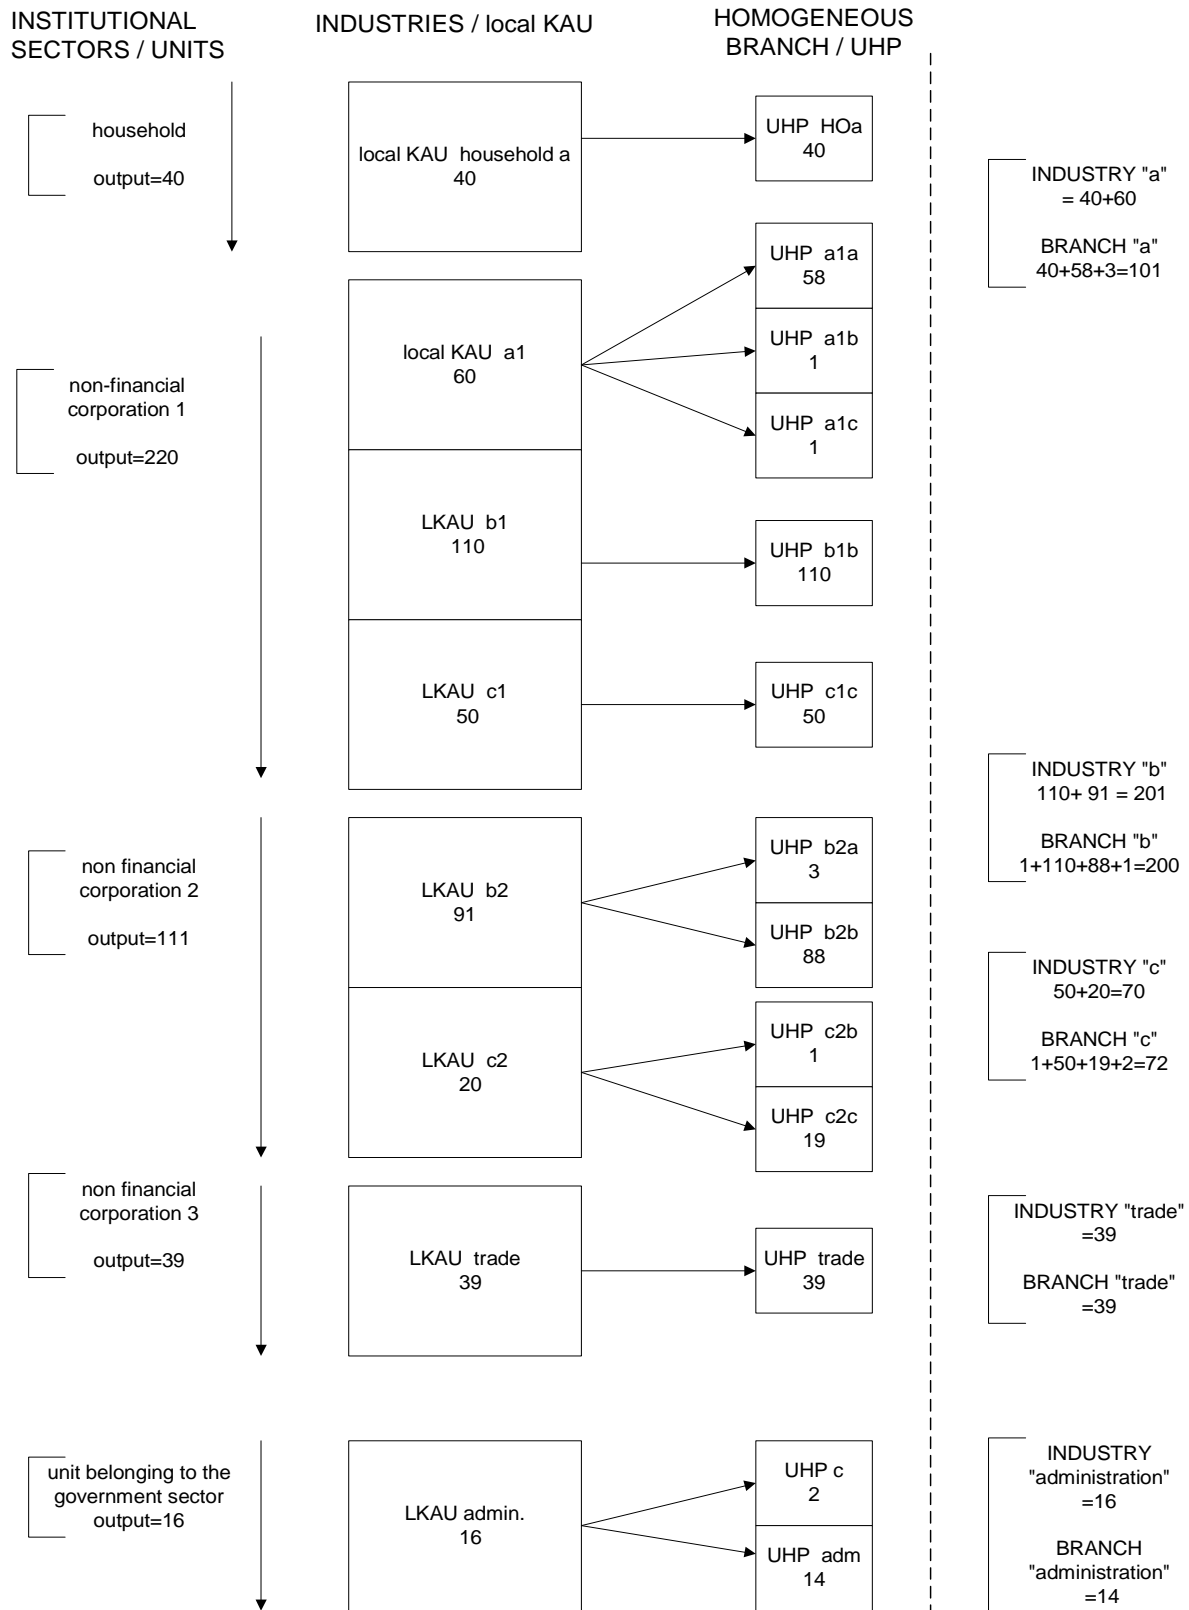 INSTITUTIONAL
SECTORS / UNITS
INDUSTRIES / local KAU
HOMOGENEOUS
BRANCH / UHP
household
output=40
local KAU household a
40
UHP HOa
40
INDUSTRY "a"
= 40+60
BRANCH "a"
40+58+3=101
non-financial
corporation 1
output=220
local KAU a1
60
UHP a1a
58
UHP a1b
1
UHP a1c
1
LKAU b1
110
UHP b1b
110
LKAU c1
50
UHP c1c
50
INDUSTRY "b"
110+ 91 = 201
BRANCH "b"
1+110+88+1=200
non financial
corporation 2
output=111
LKAU b2
91
UHP b2a
3
UHP b2b
88
INDUSTRY "c"
50+20=70
BRANCH "c"
1+50+19+2=72
LKAU c2
20
UHP c2b
1
UHP c2c
19
non financial
corporation 3
output=39
LKAU trade
39
UHP trade
39
INDUSTRY "trade"
=39
BRANCH "trade"
=39
unit belonging to the
government sector
output=16
LKAU admin.
16
UHP c
2
UHP adm
14
INDUSTRY
"administration"
=16
BRANCH
"administration"
=14